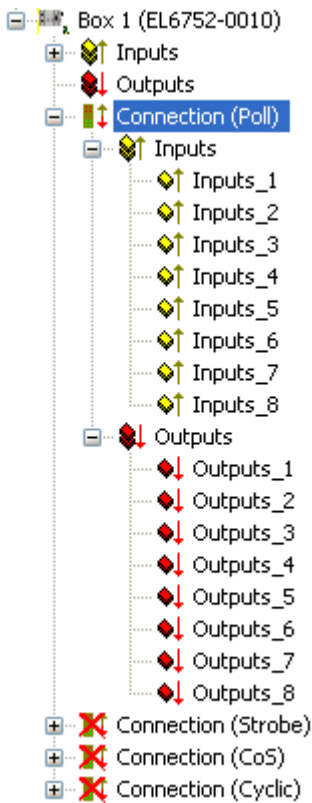 Box 1 (EL6752-0010)
Inputs
Outputs
Connection (Poll)
Inputs
Inputs_1
Inputs_2
Inputs_3
Inputs_4
Inputs_5
Inputs_6
Inputs_7
Inputs_8
Outputs
Outputs_1
Outputs_2
Outputs_3
Outputs_4
Outputs_5
Outputs_6
Outputs_7
Outputs_8
Connection (Strobe)
Connection (CoS)
Connection (Cyclic)